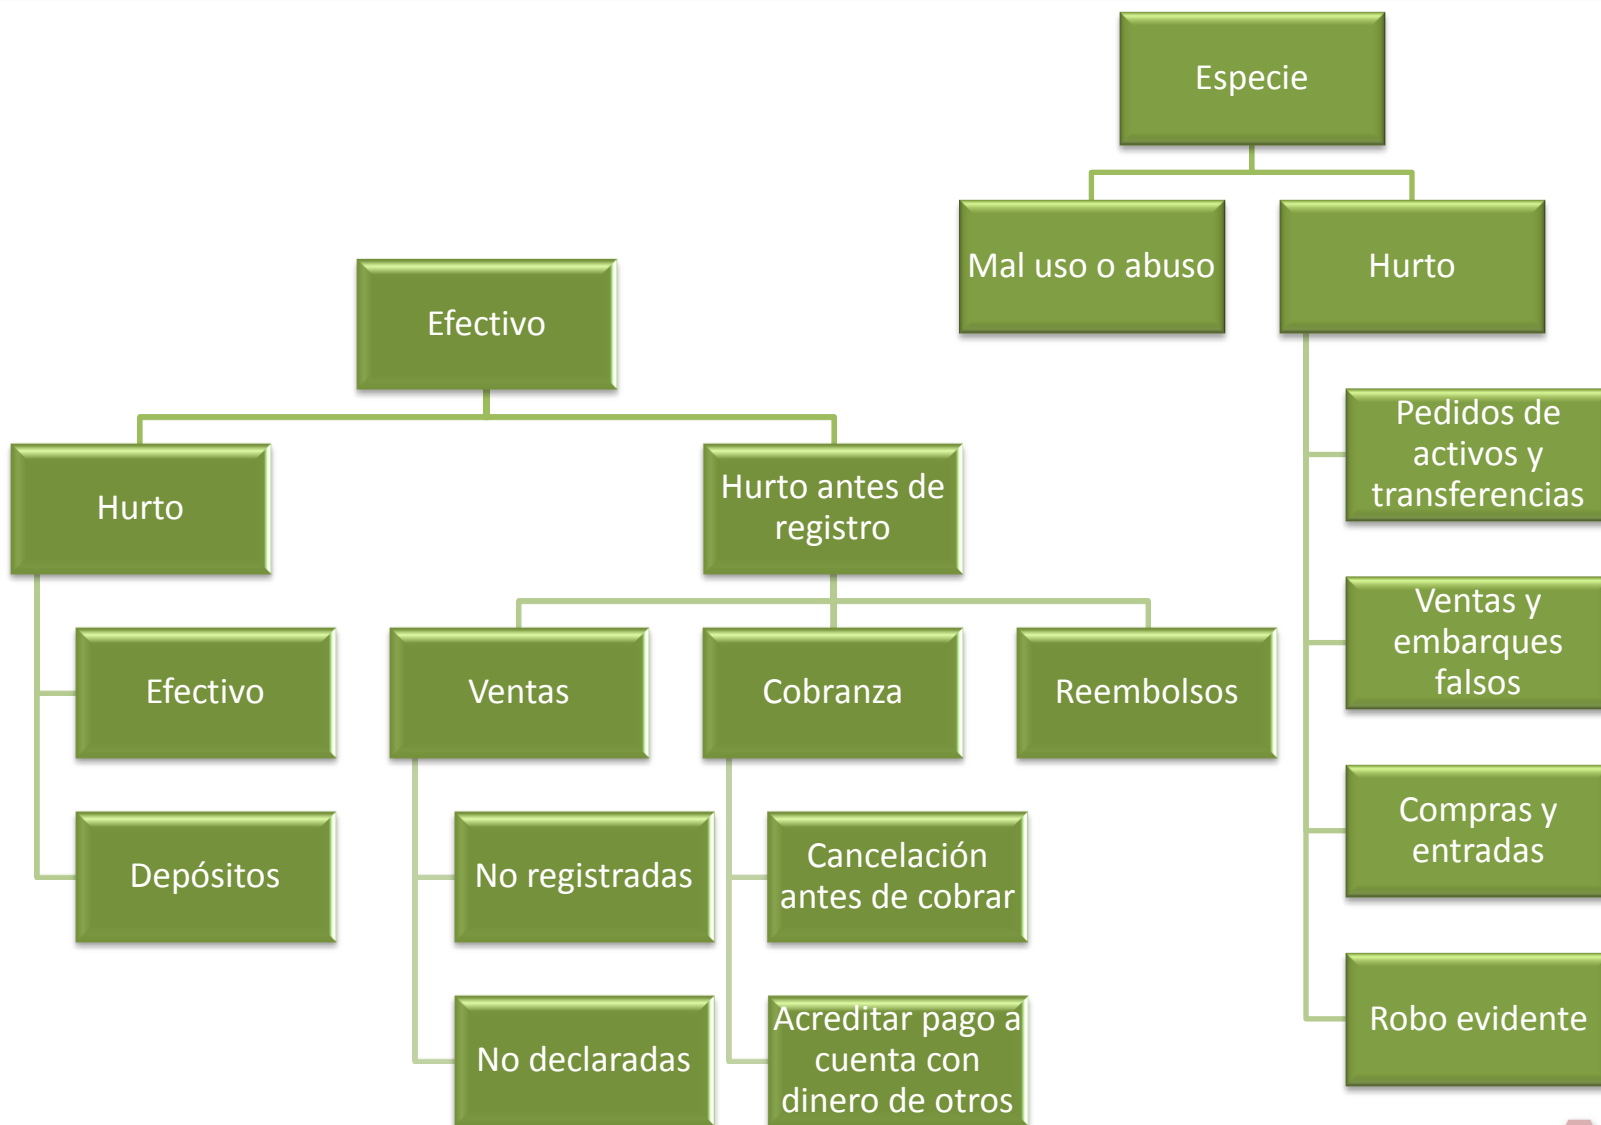 Especie
Mal uso o abuso
Hurto
Efectivo
Pedidos de
activos y
transferencias
Hurto
Hurto antes de
registro
Ventas y
embarques
falsos
Efectivo
Ventas
Cobranza
Reembolsos
Compras y
entradas
Depósitos
No registradas
Cancelación
antes de cobrar
Robo evidente
No declaradas
Acreditar pago a
cuenta con
dinero de otros